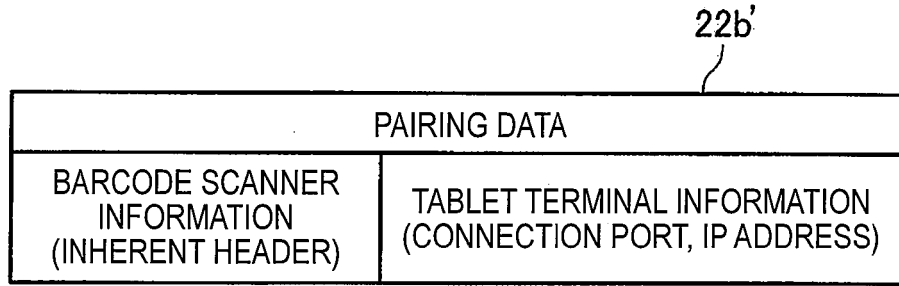 22b'
PAIRING DATA
BARCODE SCANNER
INFORMATION
(INHERENT HEADER)
TABLET TERMINAL INFORMATION
(CONNECTION PORT, IP ADDRESS)